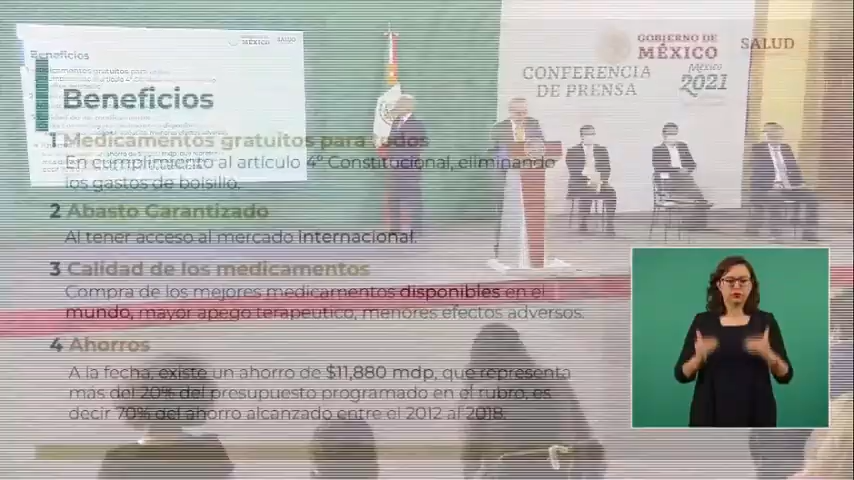 Beneficios
GOBIERNO DE
MÉXICO
SALUD
CONFERENCIA
DE PRENSA
México
2021
Beneficios
1 Medicamentos gratuitos para todos
En cumplimiento al artículo 4º Constitucional, eliminando
los gastos de bolsillo.
2 Abasto Garantizado
Al tener acceso al mercado internacional.
3 Calidad de los medicamentos
Compra de los mejores medicamentos disponibles en el
mundo, mayor apego terapeútico, menores efectos adversos.
4 Ahorros
A la fecha, existe un ahorro de $11,880 mdp, que representa
más del 20% del presupuesto programado en el rubro, es
decir 70% del ahorro alcanzado entre el 2012 al 2018.